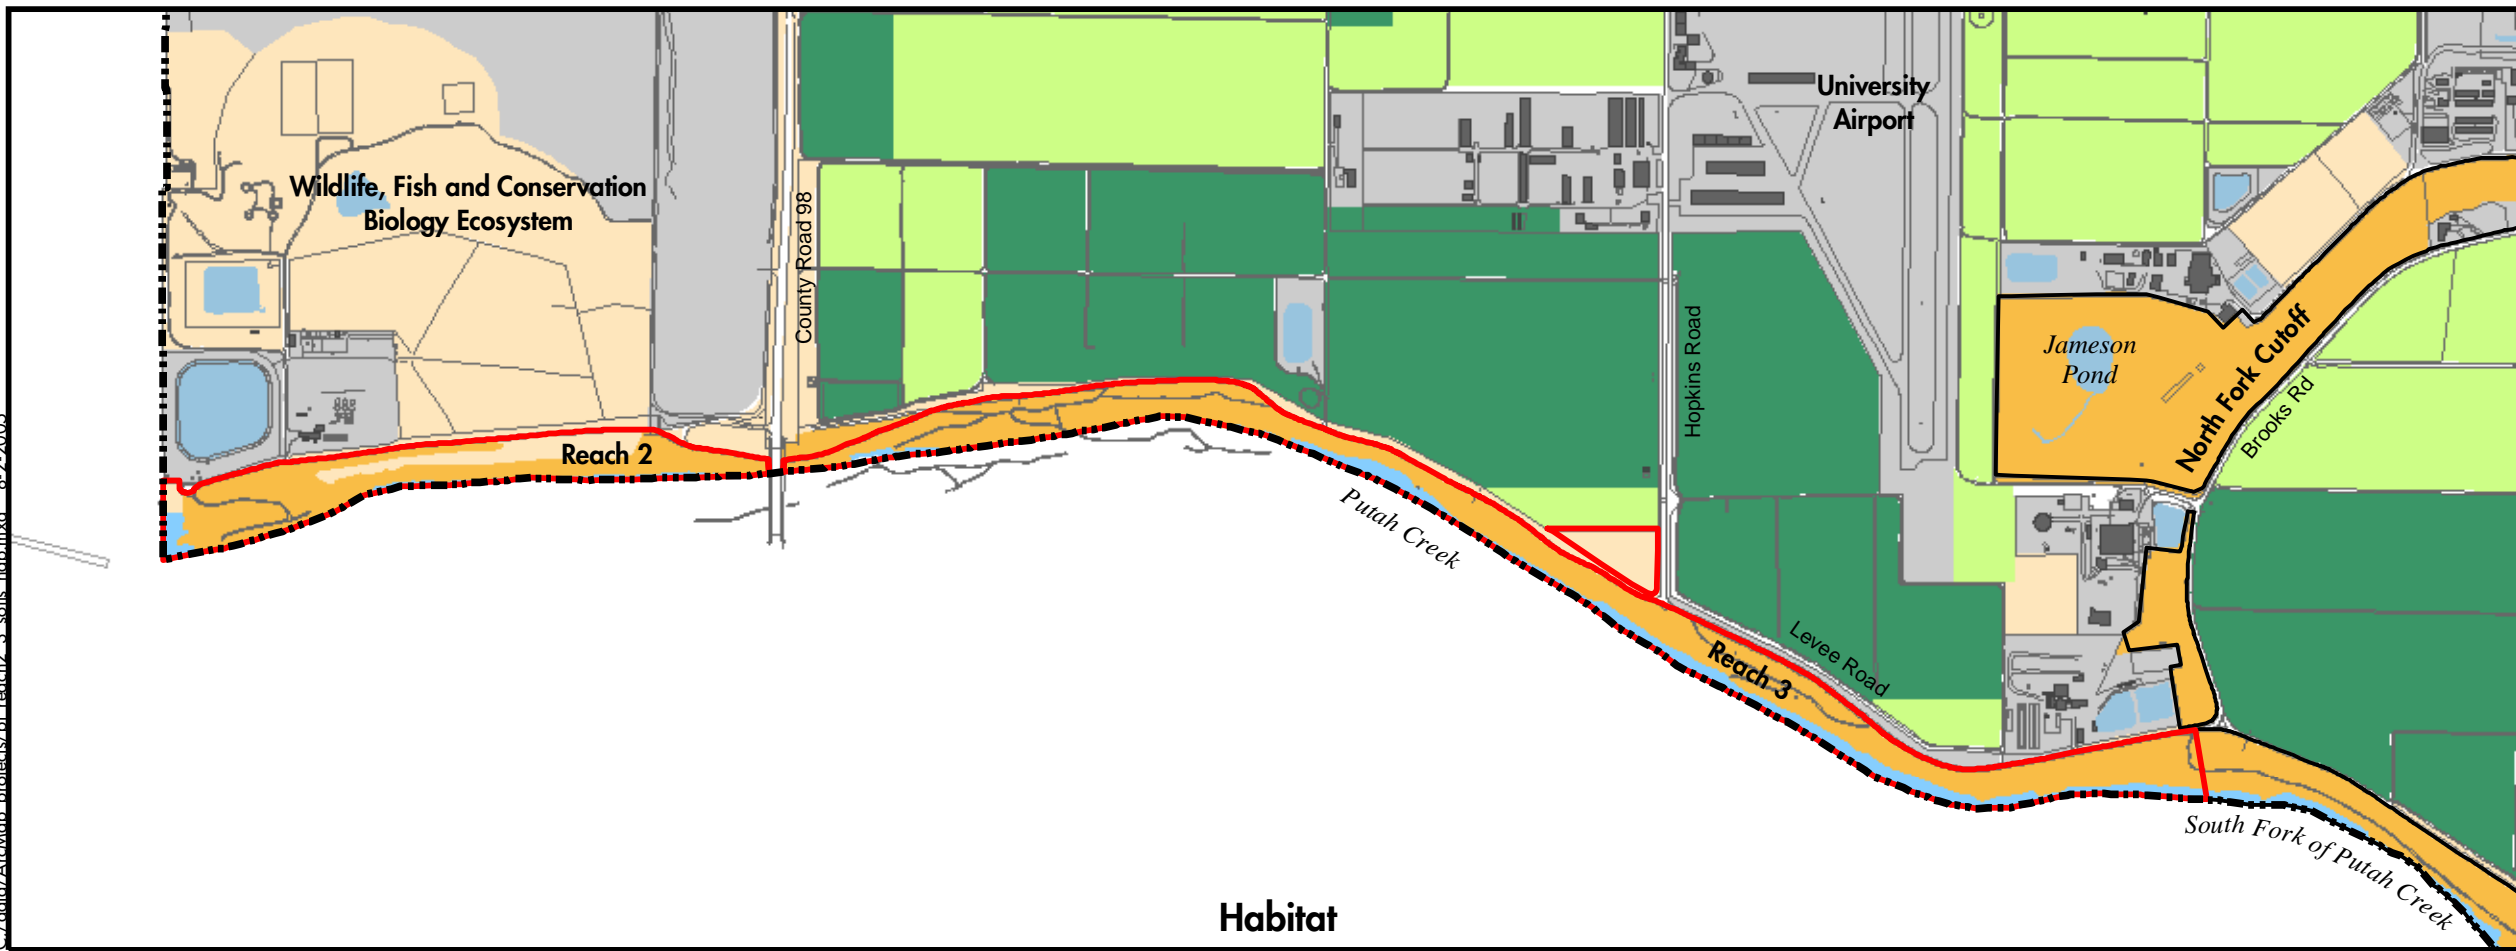 University
Airport
Wildlife, Fish and Conservation
Biology Ecosystem
County Road 98
Hopkins Road
Jameson
Pond
North Fork Cutoff
Brooks Rd
Reach 2
Putah Creek
Levee Road
Reach 3
South Fork of Putah Creek
Habitat